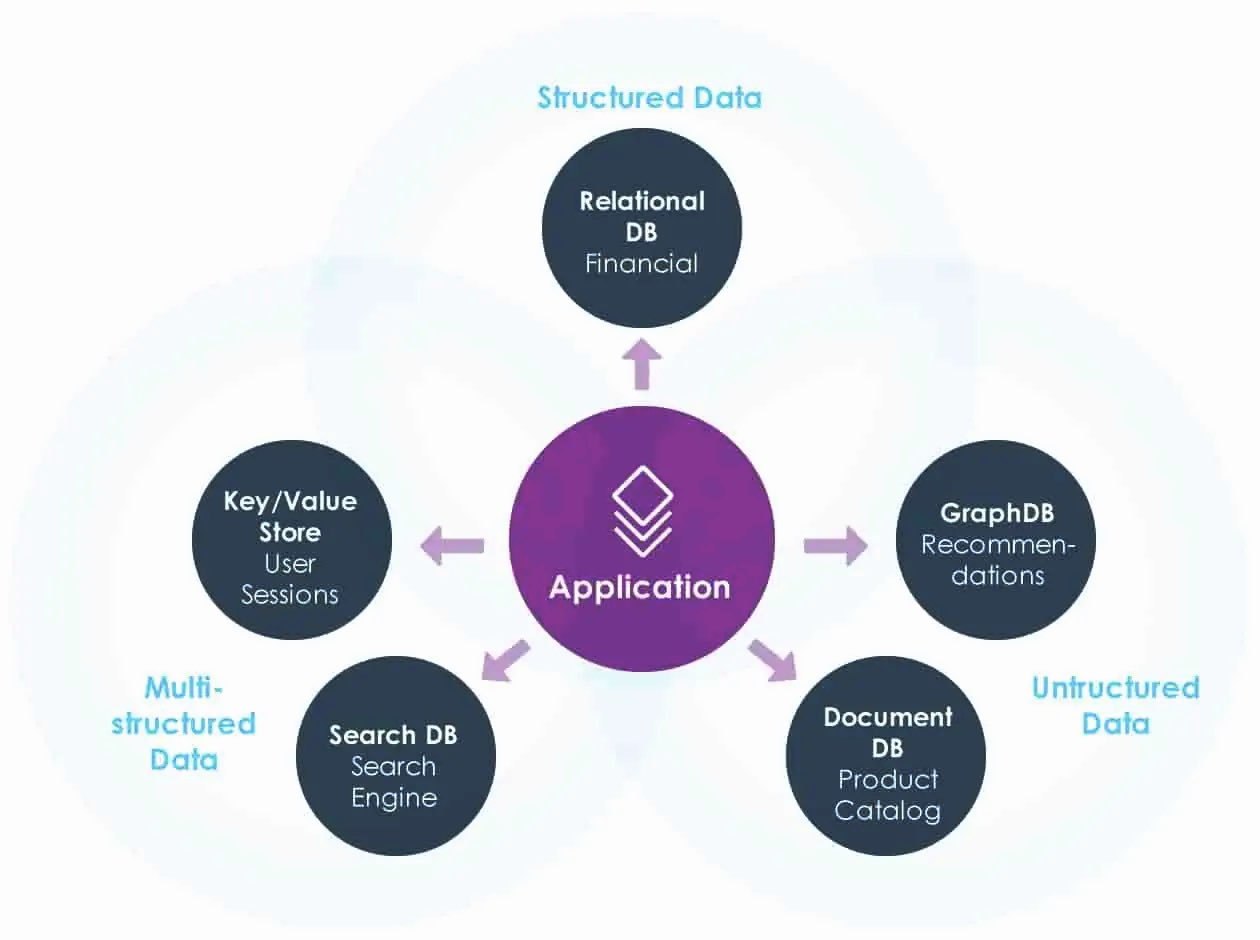 Structured Data
Relational
DB
Financial
Key/Value
Store
User
Sessions
Application
GraphDB
Recommen-
dations
Multi-
structured
Data
Search DB
Search
Engine
Document
DB
Product
Catalog
Untructured
Data